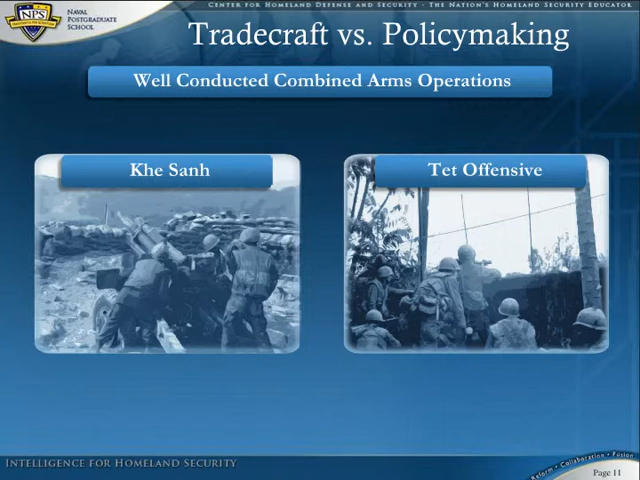 Center for Homeland Defense and Security • The Nation's Homeland Security Educator
NPS
Naval
Postgraduate
School
Tradecraft vs. Policymaking
Well Conducted Combined Arms Operations
Khe Sanh
Tet Offensive
Intelligence for Homeland Security
Reform • Collaboration • Fusion
Page 11